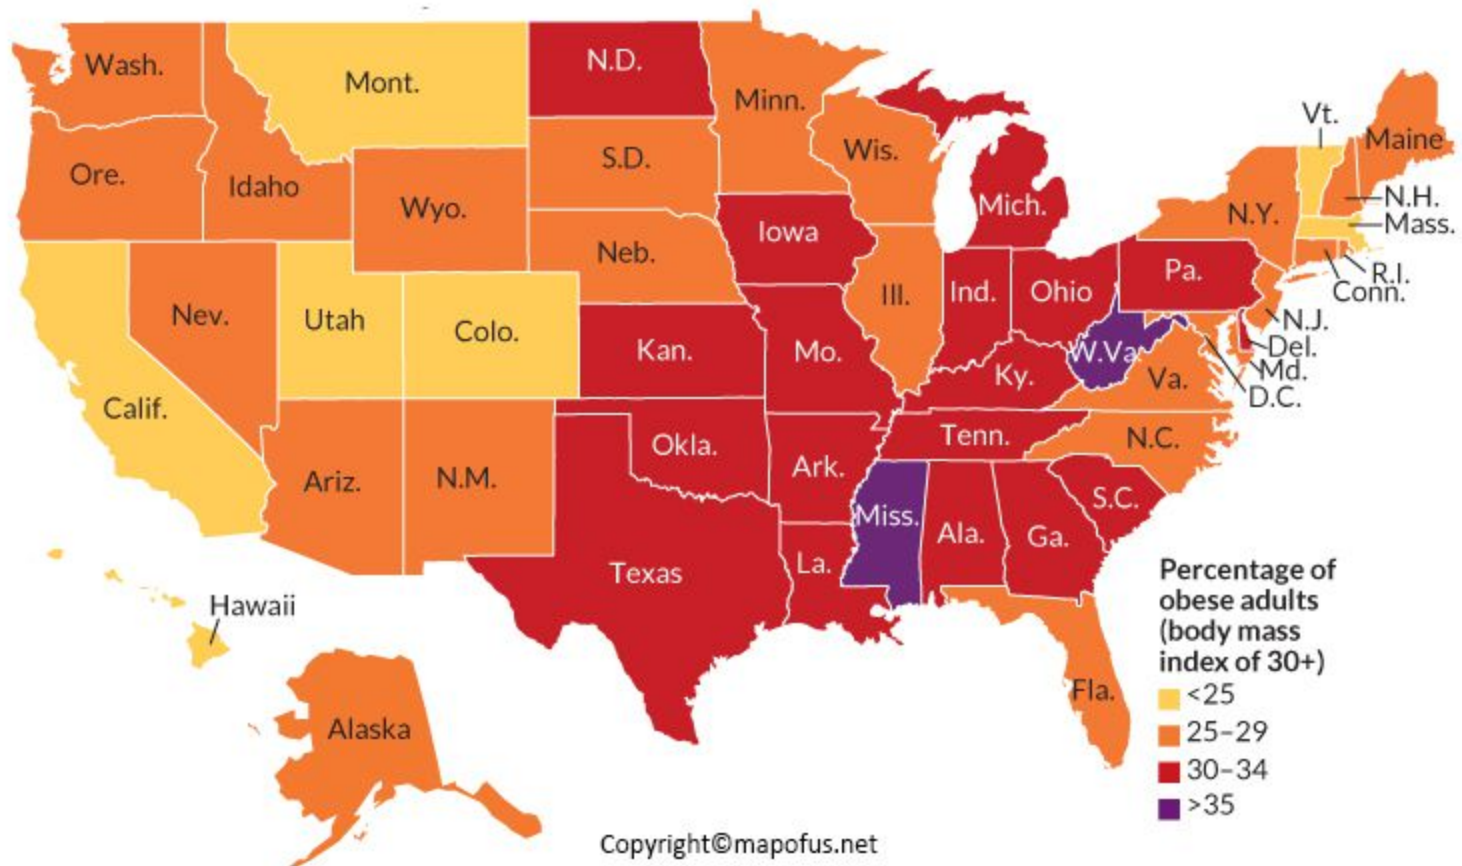 Wash.
Mont.
N.D.
Minn.
Vt.
Maine
Ore.
Idaho
Wyo.
S.D.
Wis.
Mich.
N.Y.
N.H.
Mass.
Neb.
Iowa
Pa.
R.I.
Conn.
Nev.
Utah
Colo.
Kan.
Mo.
Ill.
Ind.
Ohio
W.Va.
Va.
N.J.
Del.
Md.
D.C.
Calif.
Ariz.
N.M.
Okla.
Ark.
Ky.
Tenn.
N.C.
S.C.
Texas
La.
Miss.
Ala.
Ga.
Fla.
Hawaii
Alaska
Percentage of
obese adults
(body mass
index of 30+)
<25
25–29
30–34
>35
Copyright©mapofus.net